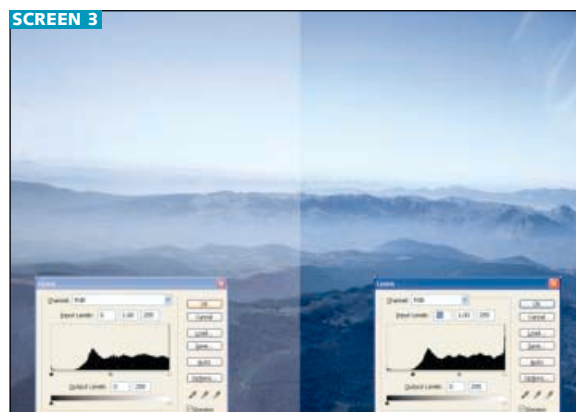 SCREEN 3
Levels
Channel: RGB
OK
Input Levels: 0 1.00 255
Cancel
Load...
Save...
Auto
Options...
Output Levels: 0 255
Preview
Levels
Channel: RGB
OK
Input Levels: 1.00 255
Cancel
Load...
Save...
Auto
Options...
Output Levels: 0 255
Preview